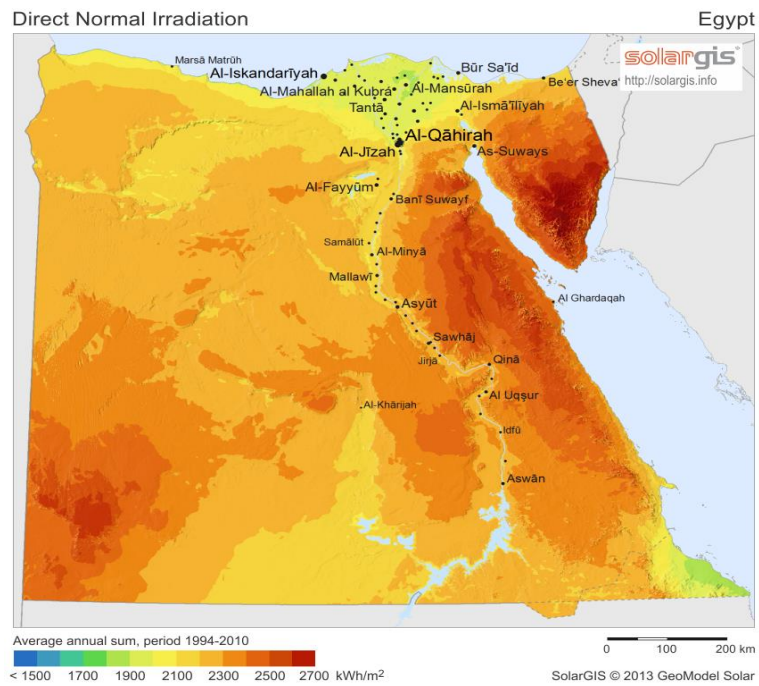 Direct Normal Irradiation
Egypt
solargis
http://solargis.info
Marsā Matrūh
Al-Iskandarīyah
Būr Sa'īd
Be'er Sheva'
Al-Mahallah al Kubrá
Al-Mansūrah
Tantā
Al-Ismā'īlīyah
Al-Qāhirah
Al-Jīzah
As-Suways
Al-Fayyūm
Banī Suwayf
Samālūt
Al-Minyā
Mallawī
Al Ghardaqah
Asyūt
Sawhāj
Jirjā
Qinā
Al Uqşur
Al-Khārijah
Idfū
Aswān
Average annual sum, period 1994-2010
< 1500 1700 1900 2100 2300 2500 2700 kWh/m²
0 100 200 km
SolarGIS © 2013 GeoModel Solar